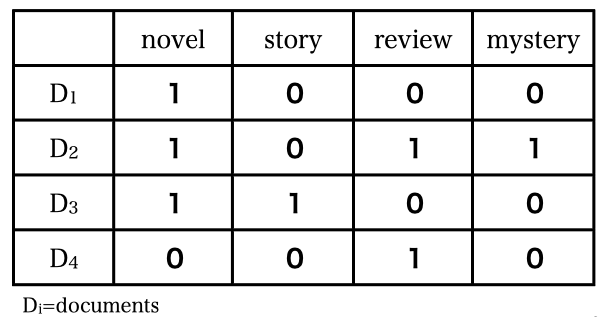 novel story review mystery
D₁ 1 0 0 0
D₂ 1 0 1 1
D₃ 1 1 0 0
D₄ 0 0 1 0
Dᵢ=documents